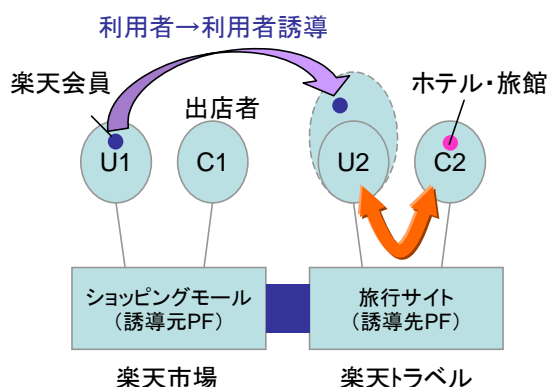 利用者→利用者誘導
楽天会員
出店者
ホテル・旅館
U1
C1
U2
C2
ショッピングモール
（誘導元PF）
旅行サイト
（誘導先PF）
楽天市場
楽天トラベル